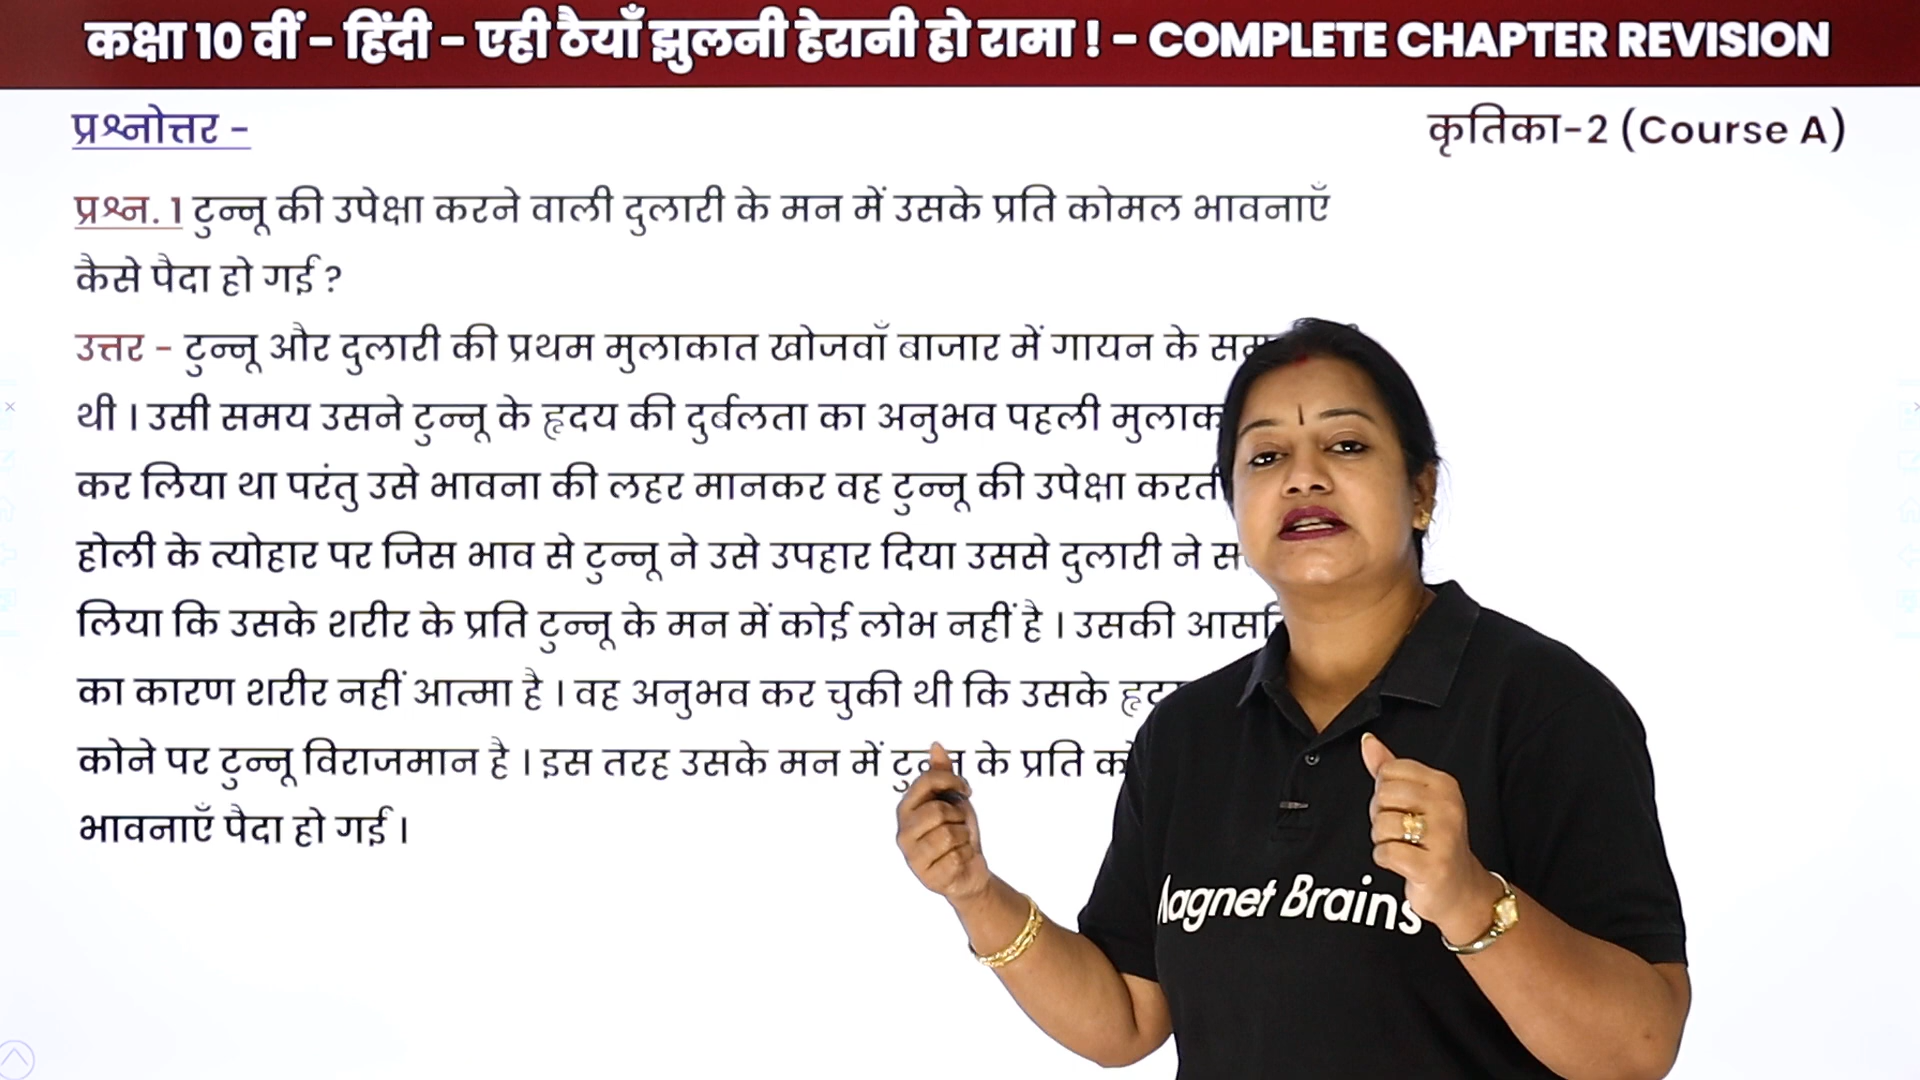 कक्षा 10 वीं - हिंदी - एही ठैयाँ झुलनी हेरानी हो रामा ! - COMPLETE CHAPTER REVISION
प्रश्नोत्तर -
कृतिका-2 (Course A)
प्रश्न. 1 टुन्नू की उपेक्षा करने वाली दुलारी के मन में उसके प्रति कोमल भावनाएँ
कैसे पैदा हो गईं ?
उत्तर - टुन्नू और दुलारी की प्रथम मुलाकात खोजवाँ बाजार में गायन के
थी । उसी समय उसने टुन्नू के हृदय की दुर्बलता का अनुभव पहली
कर लिया था परंतु उसे भावना की लहर मानकर वह टुन्नू की उपेक्षा करती
होली के त्योहार पर जिस भाव से टुन्नू ने उसे उपहार दिया उससे दुलारी ने
लिया कि उसके शरीर के प्रति टुन्नू के मन में कोई लोभ नहीं है । उसकी
का कारण शरीर नहीं आत्मा है । वह अनुभव कर चुकी थी कि उसके
कोने पर टुन्नू विराजमान है । इस तरह उसके मन में टुन्नू के प्रति
भावनाएँ पैदा हो गईं ।
Brains